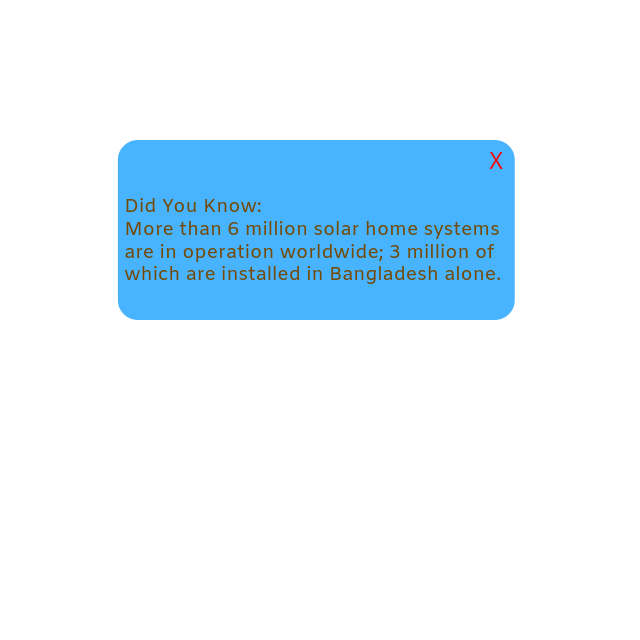 X
Did You Know:
More than 6 million solar home systems
are in operation worldwide; 3 million of
which are installed in Bangladesh alone.